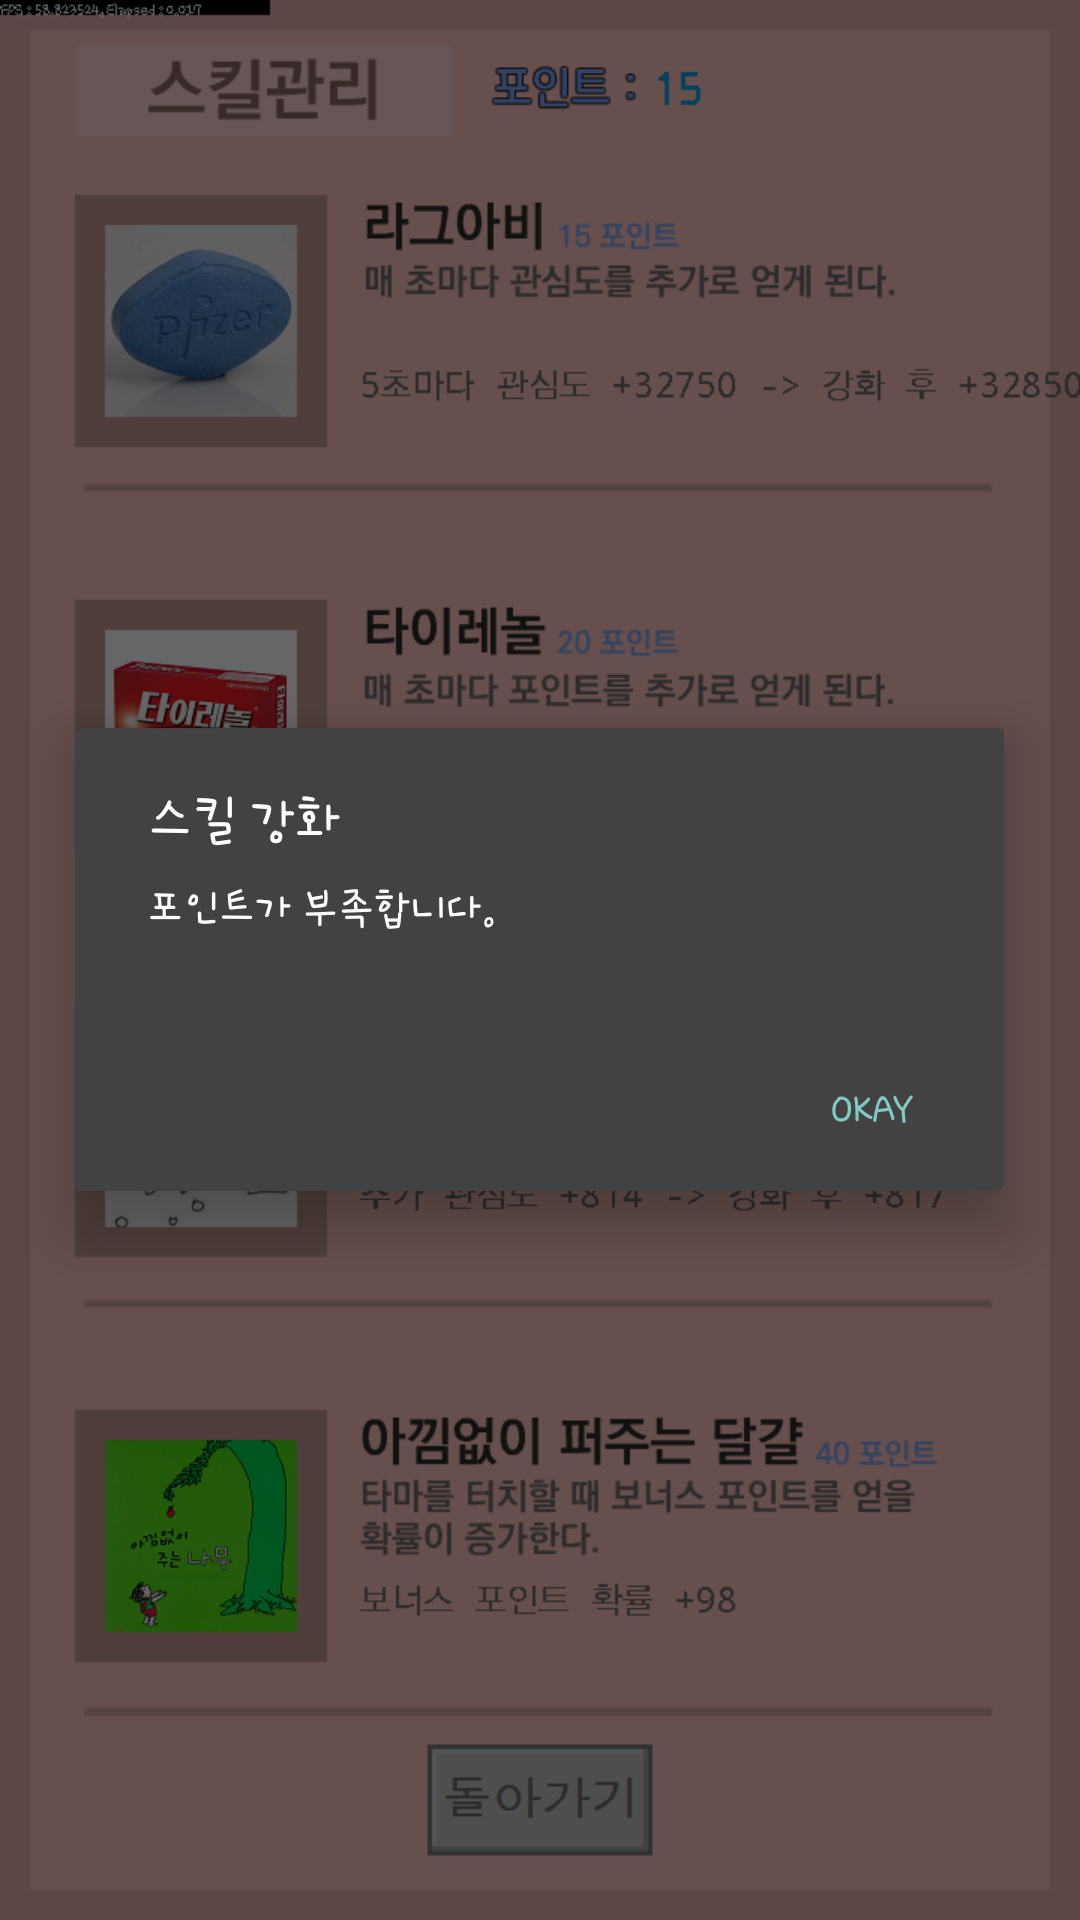 FPS : 58.823524, Elapsed : 0.017
스킬관리
포인트 : 15
라그아비 15 포인트
매 초마다 관심도를 추가로 얻게 된다.
Pfizer
5초마다 관심도 +32750 -> 강화 후 +32850
타이레놀 20 포인트
매 초마다 포인트를 추가로 얻게 된다.
타이레놀
스킬 강화
포인트가 부족합니다.
OKAY
추가 관심도 +814 -> 강화 후 +817
아낌없이 퍼주는 달걀 40 포인트
타마를 터치할 때 보너스 포인트를 얻을
확률이 증가한다.
아낌없이
주는 나무
보너스 포인트 확률 +98
돌아가기